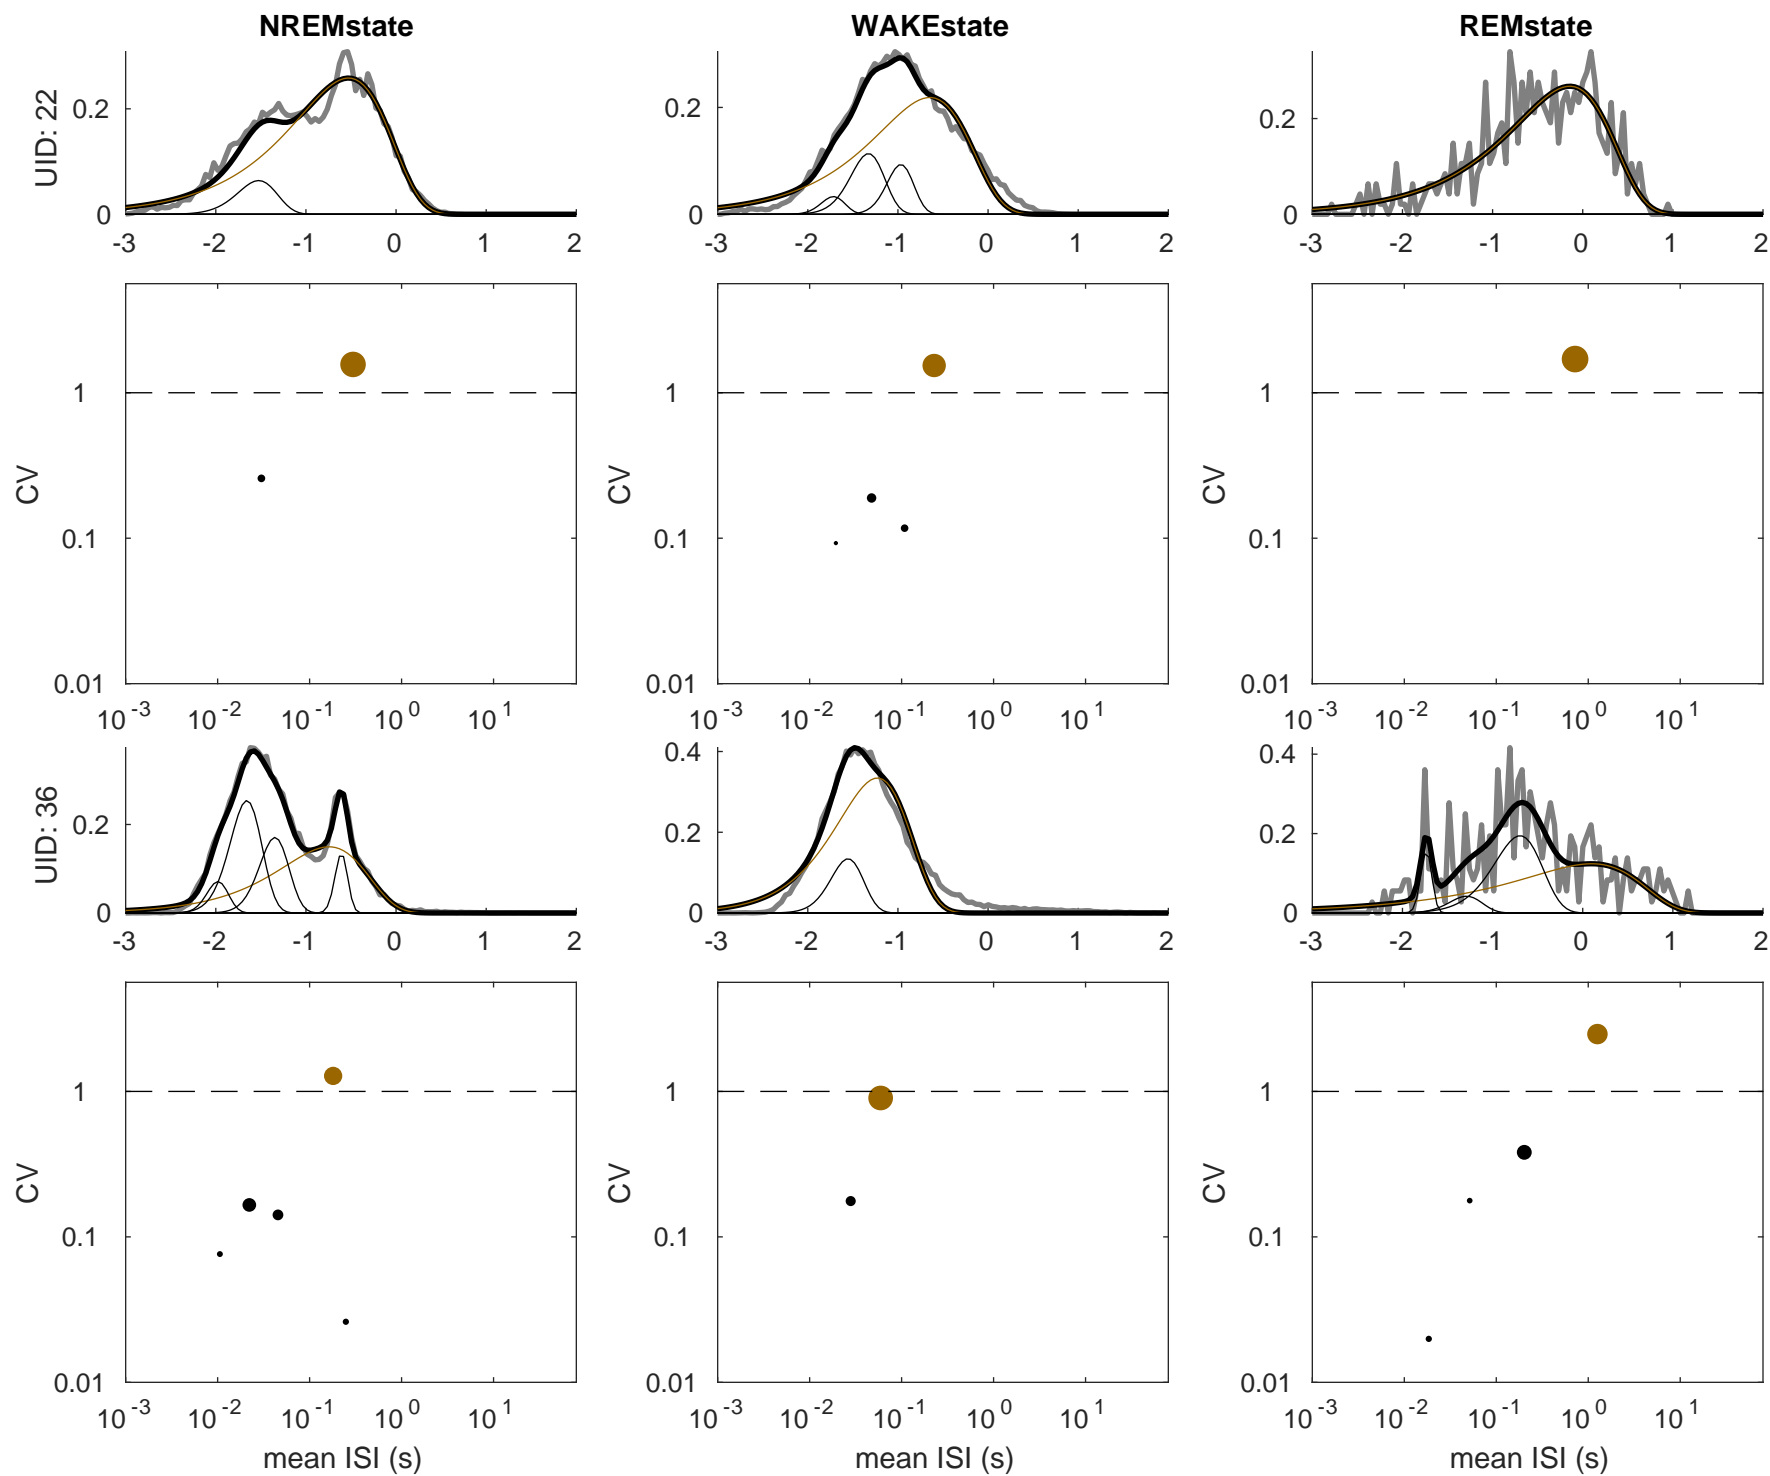 NREMstate WAKEstate REMstate
UID: 22
0.2 0.2 0.2
0 0 0
-3 -2 -1 0 1 2 -3 -2 -1 0 1 2 -3 -2 -1 0 1 2
CV CV CV
1 1 1
0.1 0.1 0.1
0.01 0.01 0.01
10^-3 10^-2 10^-1 10^0 10^1 10^-3 10^-2 10^-1 10^0 10^1 10^-3 10^-2 10^-1 10^0 10^1
UID: 36
0.4 0.4
0.2 0.2 0.2
0 0 0
-3 -2 -1 0 1 2 -3 -2 -1 0 1 2 -3 -2 -1 0 1 2
CV CV CV
1 1 1
0.1 0.1 0.1
0.01 0.01 0.01
10^-3 10^-2 10^-1 10^0 10^1 10^-3 10^-2 10^-1 10^0 10^1 10^-3 10^-2 10^-1 10^0 10^1
mean ISI (s) mean ISI (s) mean ISI (s)